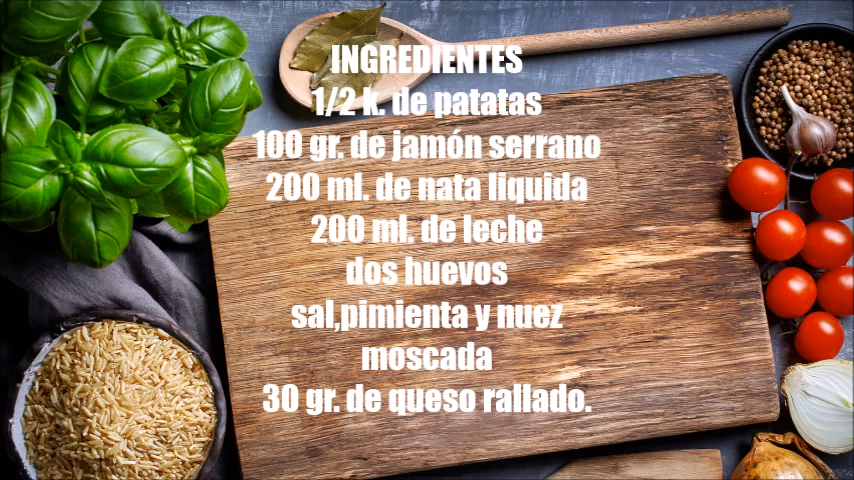 INGREDIENTES
1/2 k. de patatas
100 gr. de jamón serrano
200 ml. de nata liquida
200 ml. de leche
dos huevos
sal,pimienta y nuez
moscada
30 gr. de queso rallado.